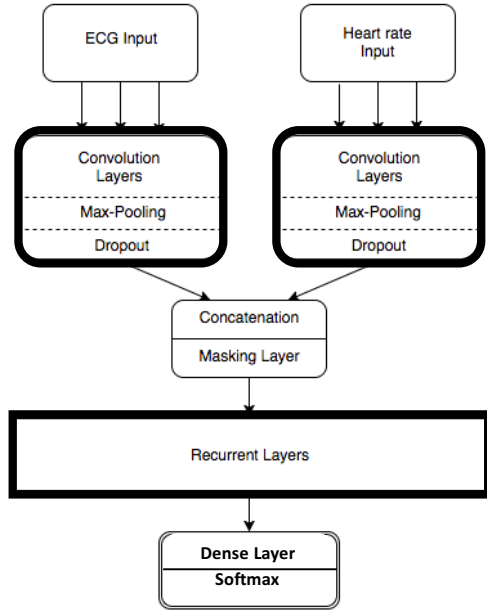 ECG Input
Heart rate
Input
Convolution
Layers
Max-Pooling
Dropout
Convolution
Layers
Max-Pooling
Dropout
Concatenation
Masking Layer
Recurrent Layers
Dense Layer
Softmax